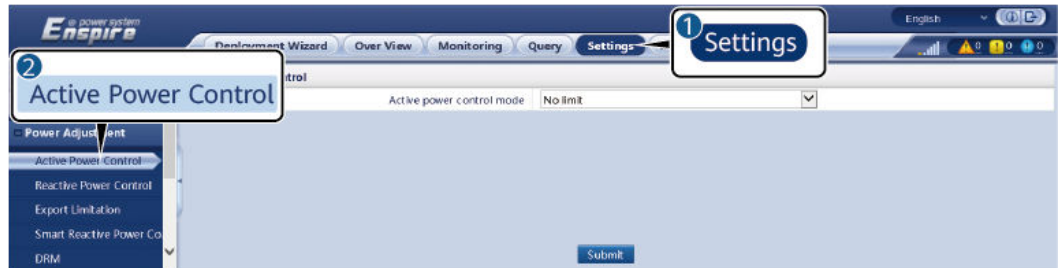 e power system
Enspire
English
Deployment Wizard Over View Monitoring Query Settings
1 Settings
0 0 0
2 Active Power Control
Active power control mode No limit
Power Adjustment
Active Power Control
Reactive Power Control
Export Limitation
Smart Reactive Power Co
DRM
Submit